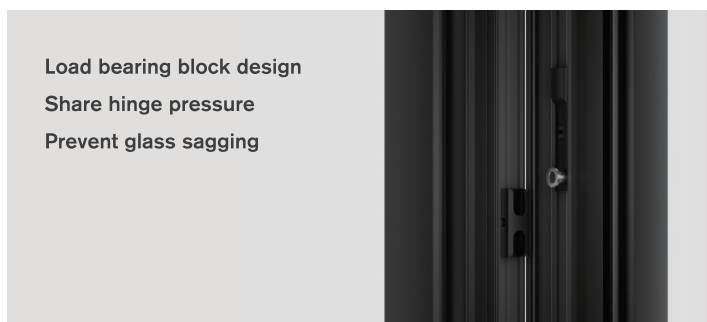 Load bearing block design
Share hinge pressure
Prevent glass sagging